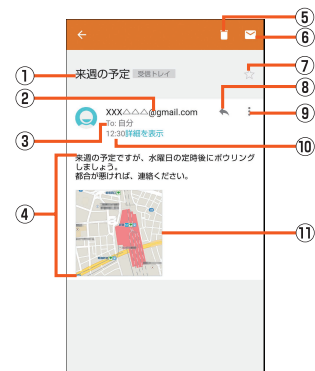 ⑤
⑥
① 来週の予定 受信トレイ ⑦
② ⑧
XXX△△△@gmail.com ⑨
③ To: 自分
12:30詳細を表示 ⑩
④ 来週の予定ですが、水曜日の定時後にボウリング
しましょう。
都合が悪ければ、連絡ください。
⑪